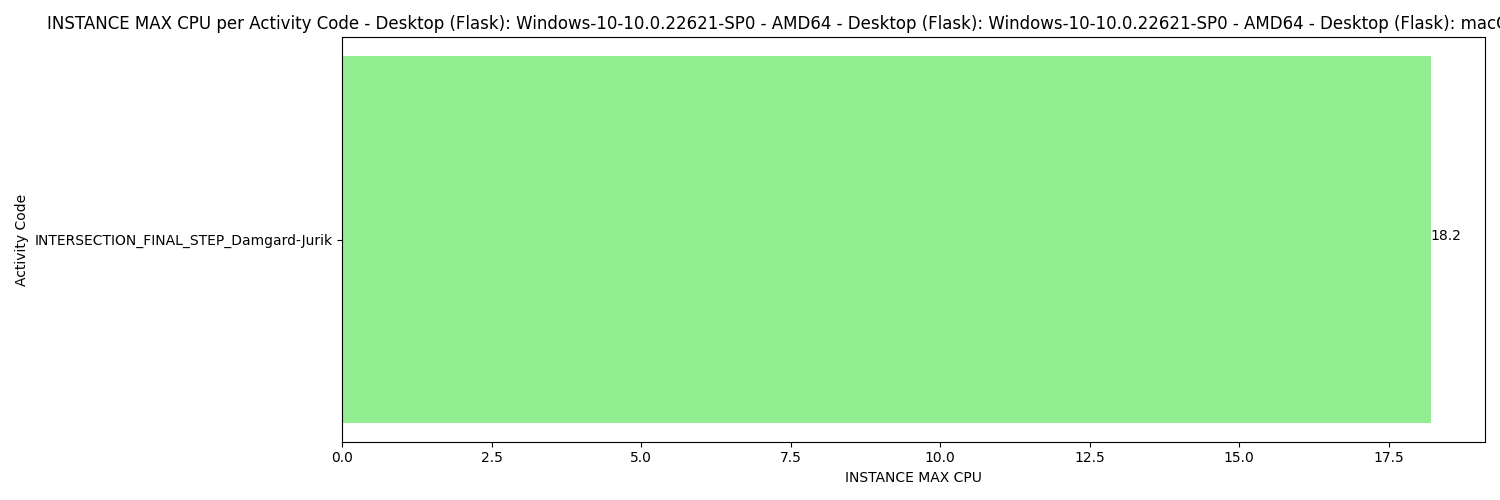 INSTANCE MAX CPU per Activity Code - Desktop (Flask): Windows-10-10.0.22621-SP0 - AMD64 - Desktop (Flask): Windows-10-10.0.22621-SP0 - AMD64 - Desktop (Flask):
Activity Code
INTERSECTION_FINAL_STEP_Damgard-Jurik
18.2
0.0 2.5 5.0 7.5 10.0 12.5 15.0 17.5
INSTANCE MAX CPU